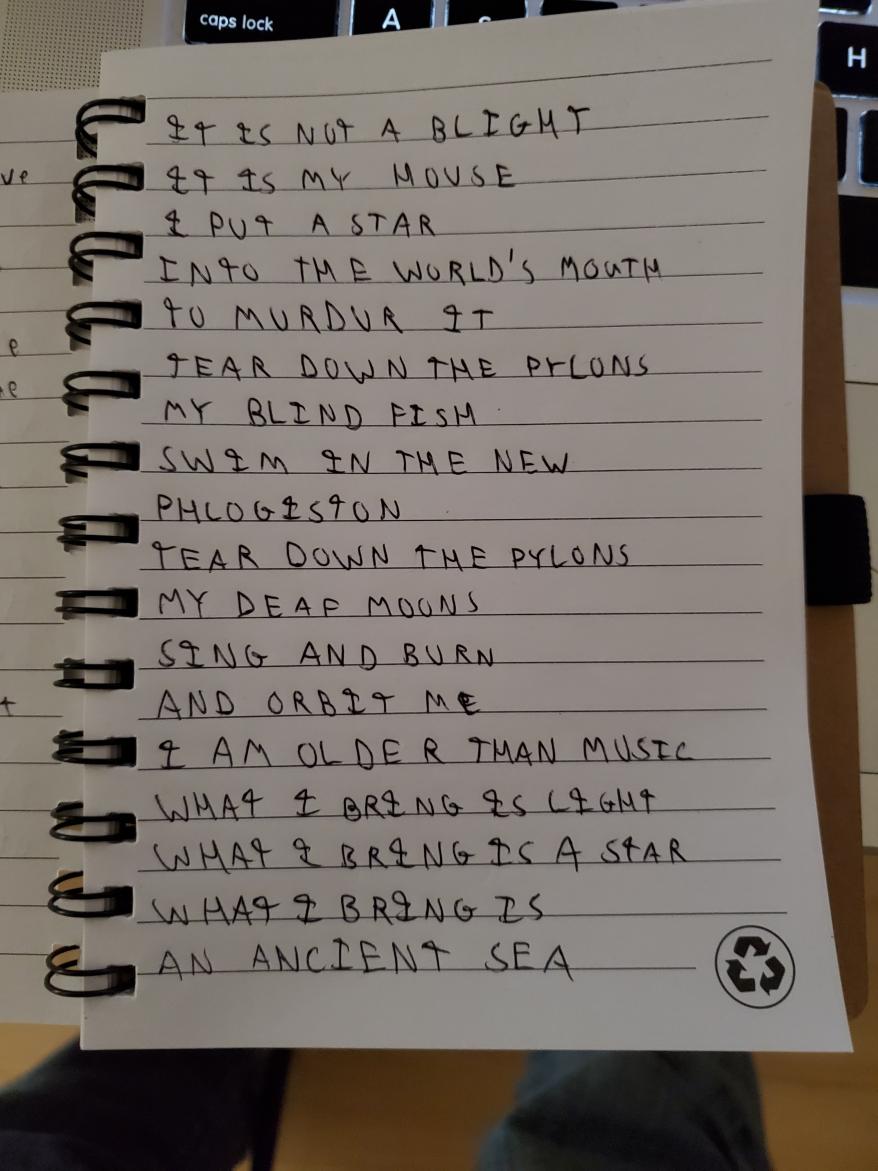 caps lock
A
H
ve
e
e
t
IT IS NOT A BLIGHT
IT IS MY HOUSE
I PUT A STAR
INTO THE WORLD'S MOUTH
TO MURDUR IT
TEAR DOWN THE PYLONS
MY BLIND FISH
SWIM IN THE NEW
PHLOGISTON
TEAR DOWN THE PYLONS
MY DEAF MOONS
SING AND BURN
AND ORBIT ME
I AM OLDER THAN MUSIC
WHAT I BRING IS LIGHT
WHAT I BRING IS A STAR
WHAT I BRING IS
AN ANCIENT SEA